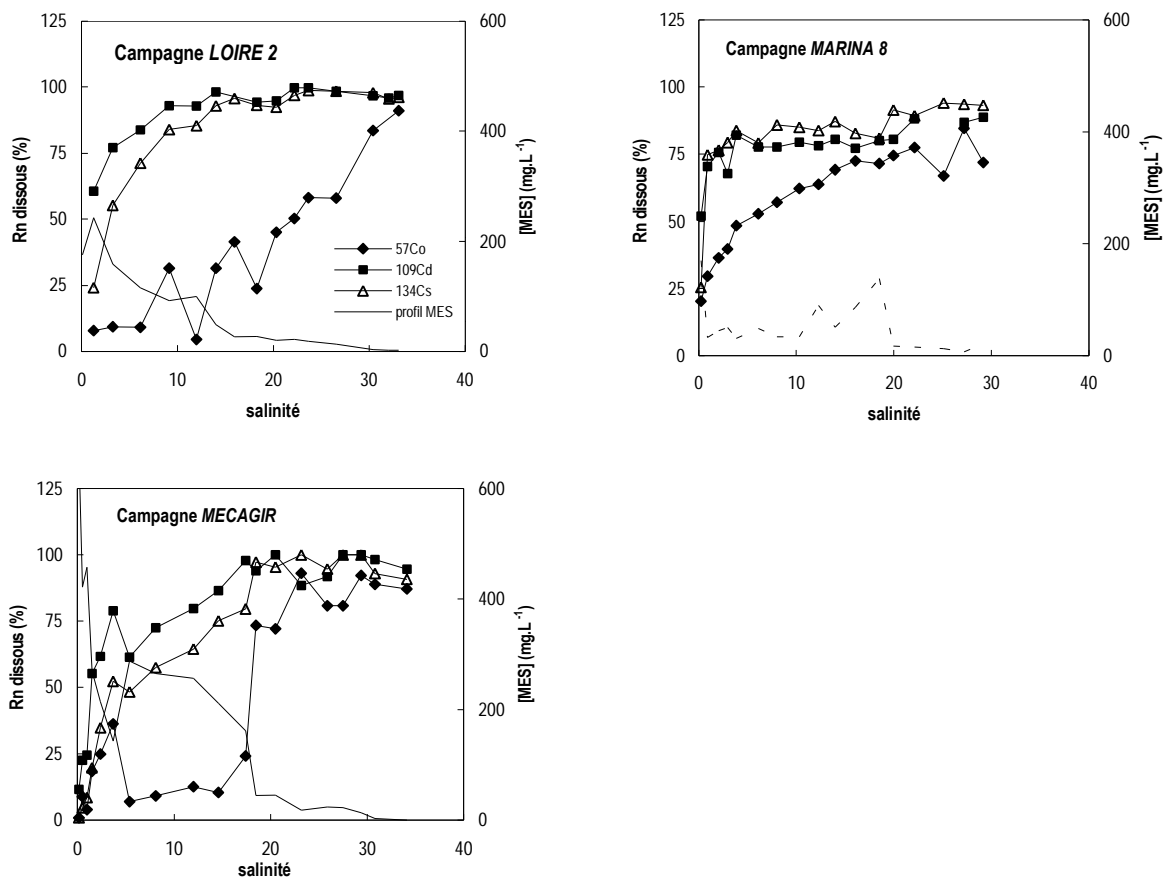 Campagne LOIRE 2
Rn dissous (%)
125
100
75
50
25
0
600
400
200
0
[MES] (mg.L -1)
57Co
109Cd
134Cs
profil MES
0 10 20 30 40
salinité
Campagne MARINA 8
Rn dissous (%)
125
100
75
50
25
0
600
400
200
0
[MES] (mg.L -1)
0 10 20 30 40
salinité
Campagne MECAGIR
Rn dissous (%)
125
100
75
50
25
0
600
400
200
0
[MES] (mg.L -1)
0 10 20 30 40
salinité